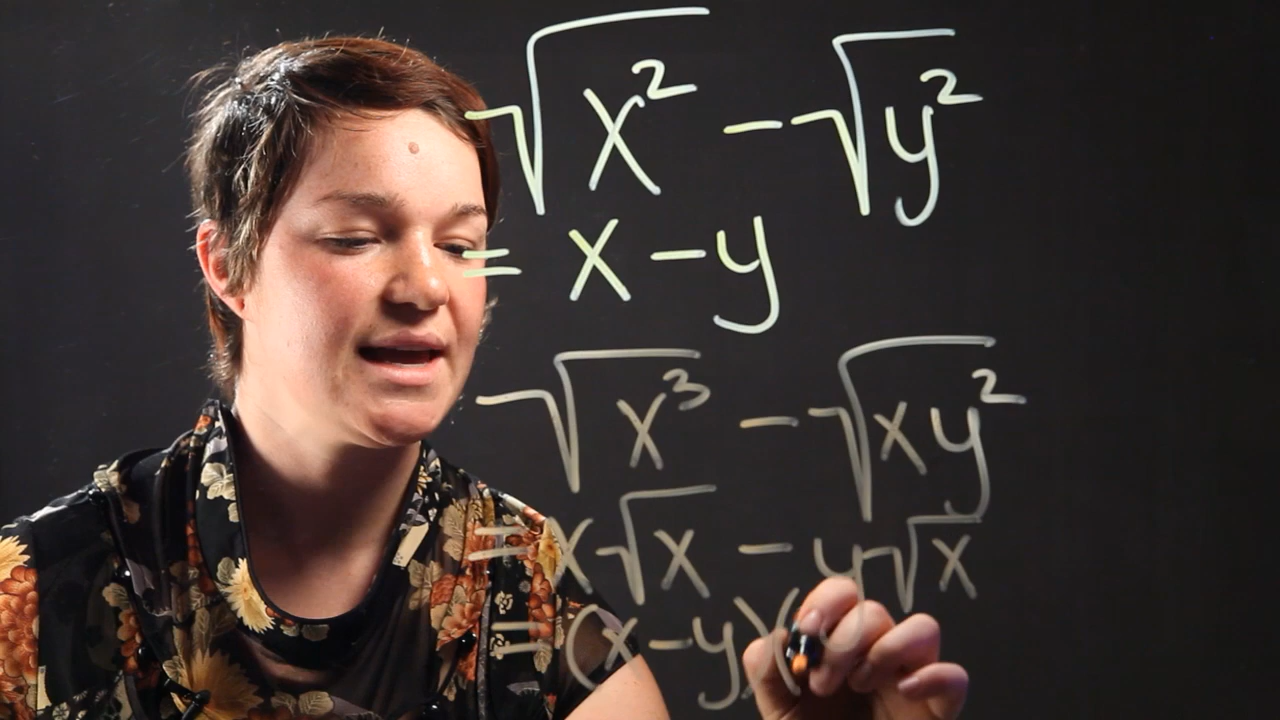 √x² - √y²
= x - y
√x³ - √xy²
= x√x - y√x
= (x - y)(